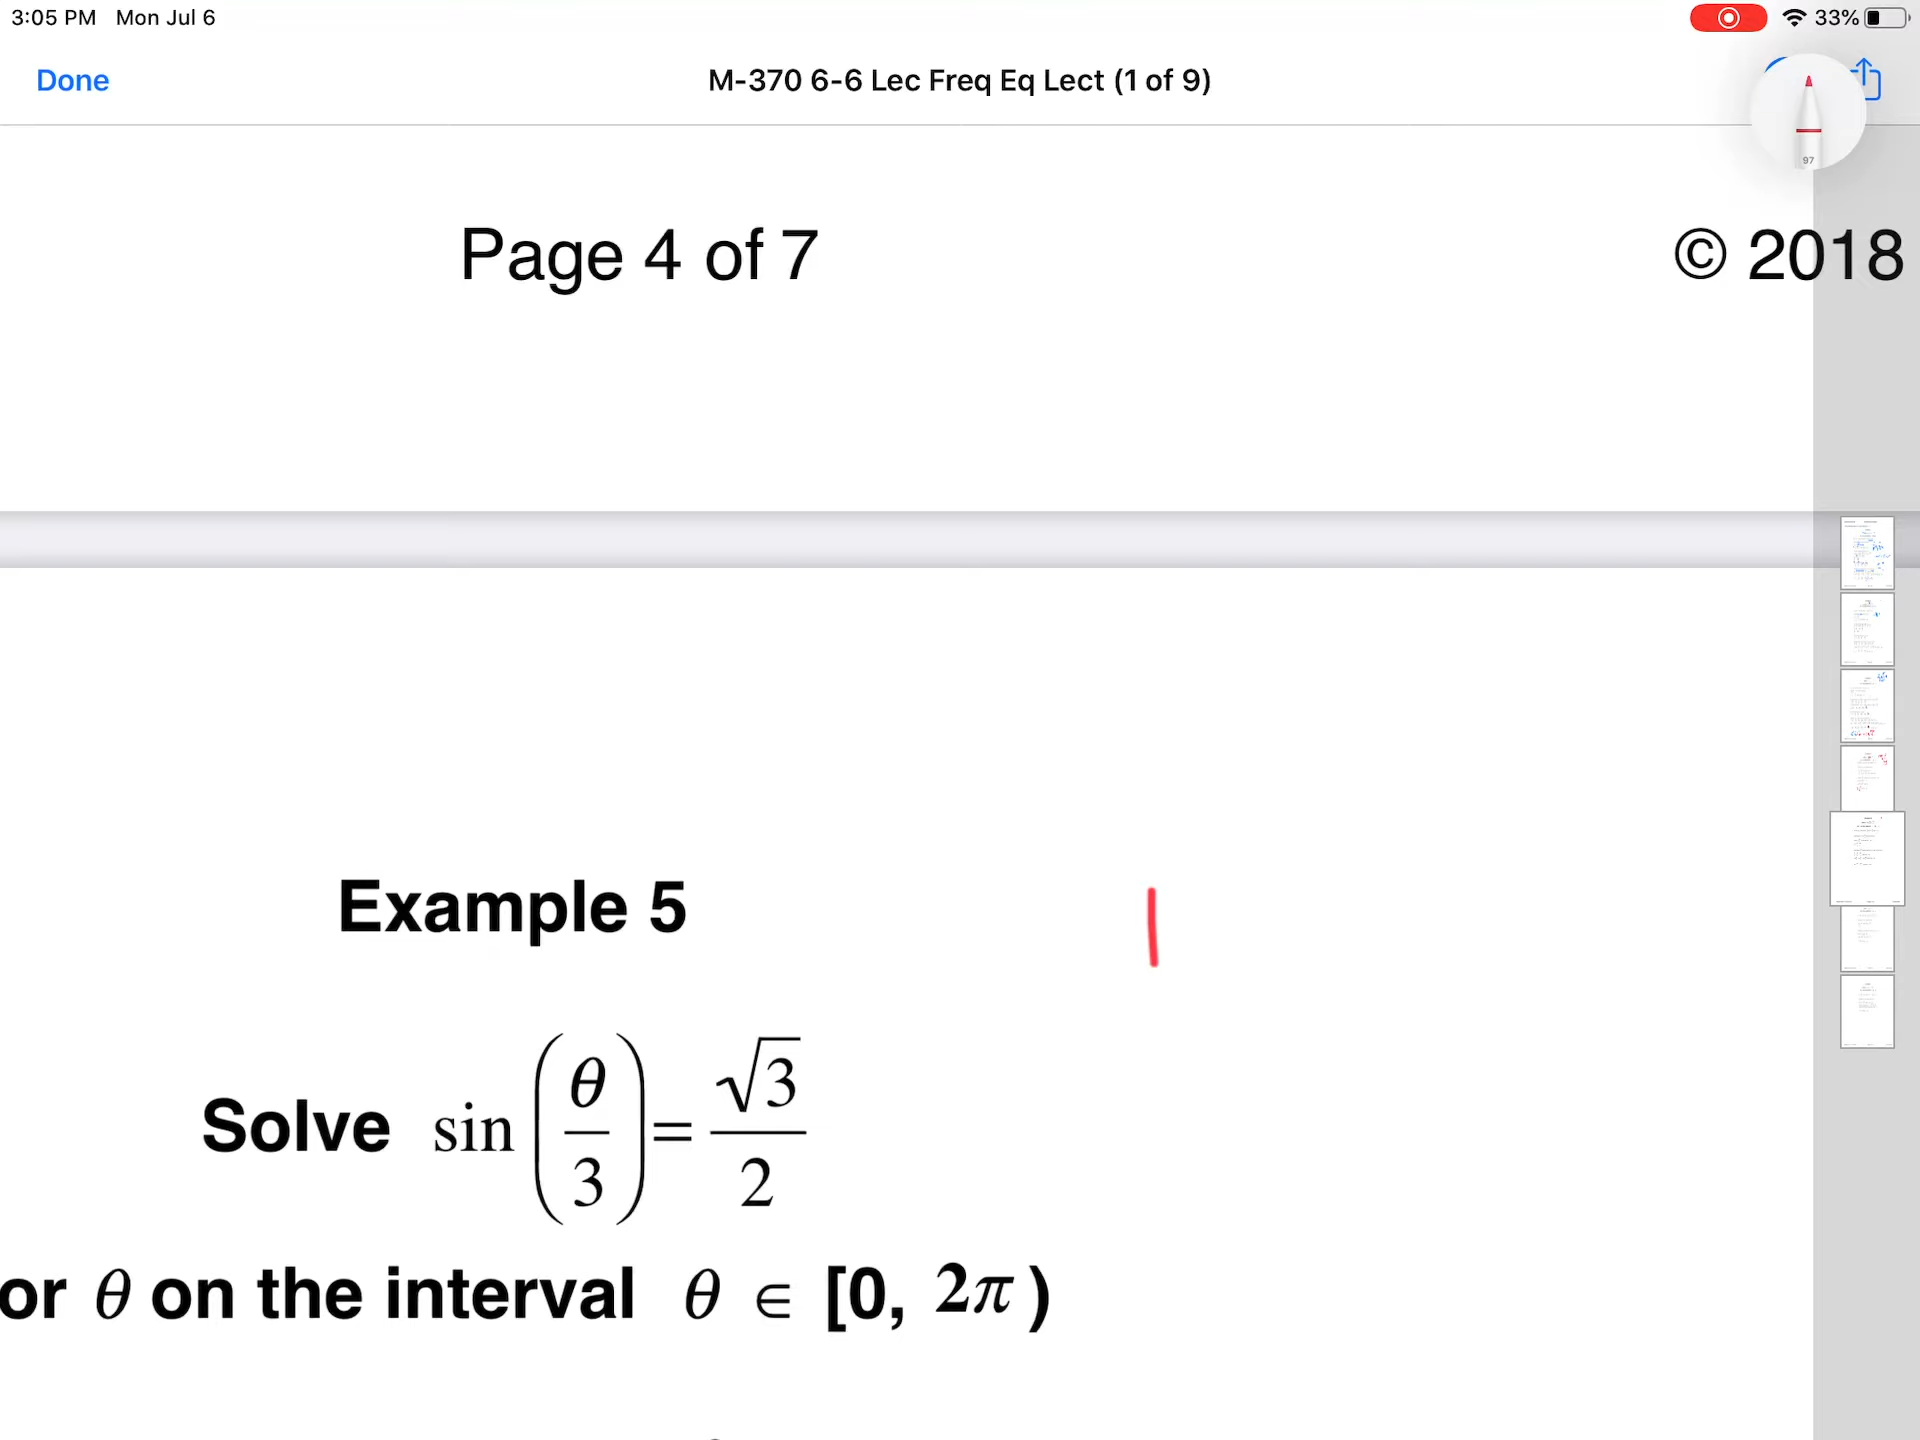 3:05 PM Mon Jul 6 33%
Done M-370 6-6 Lec Freq Eq Lect (1 of 9)
97
Page 4 of 7 © 2018
Example 5
Solve sin(θ/3) = √3/2
or θ on the interval θ ∈ [0, 2π)